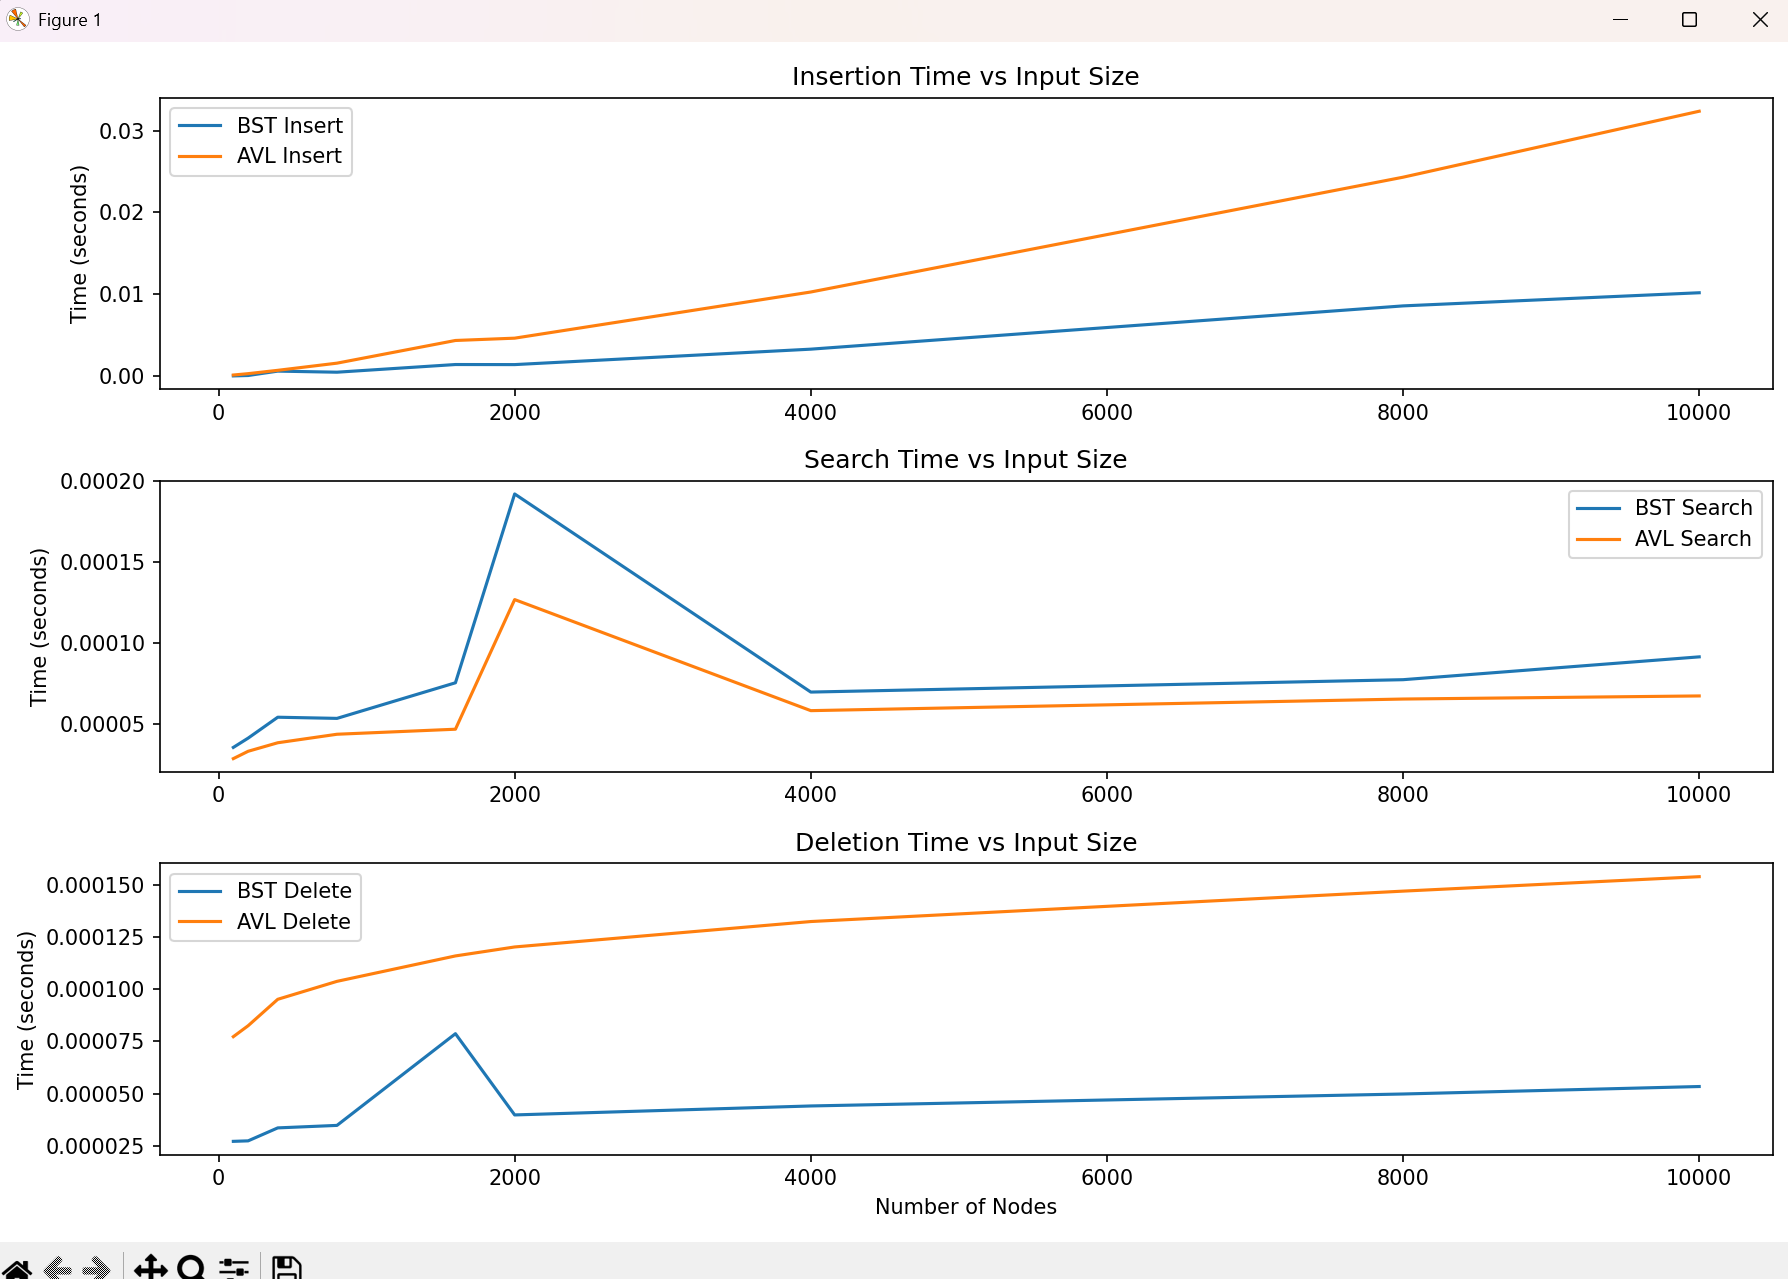 Figure 1
Insertion Time vs Input Size
BST Insert
AVL Insert
Time (seconds)
0.03
0.02
0.01
0.00
0 2000 4000 6000 8000 10000
Search Time vs Input Size
BST Search
AVL Search
Time (seconds)
0.00020
0.00015
0.00010
0.00005
0 2000 4000 6000 8000 10000
Deletion Time vs Input Size
BST Delete
AVL Delete
Time (seconds)
0.000150
0.000125
0.000100
0.000075
0.000050
0.000025
0 2000 4000 6000 8000 10000
Number of Nodes